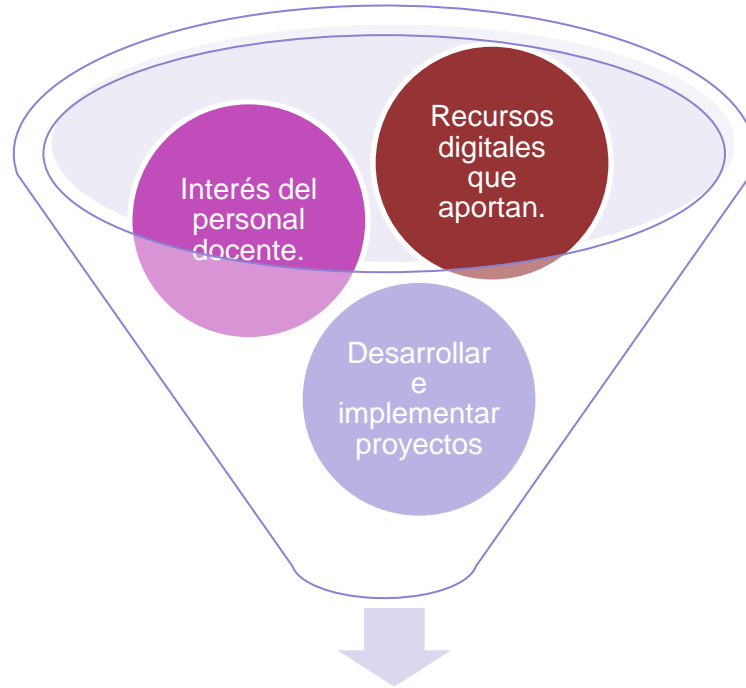 Recursos
digitales
que
aportan.
Interés del
personal
docente.
Desarrollar
e
implementar
proyectos